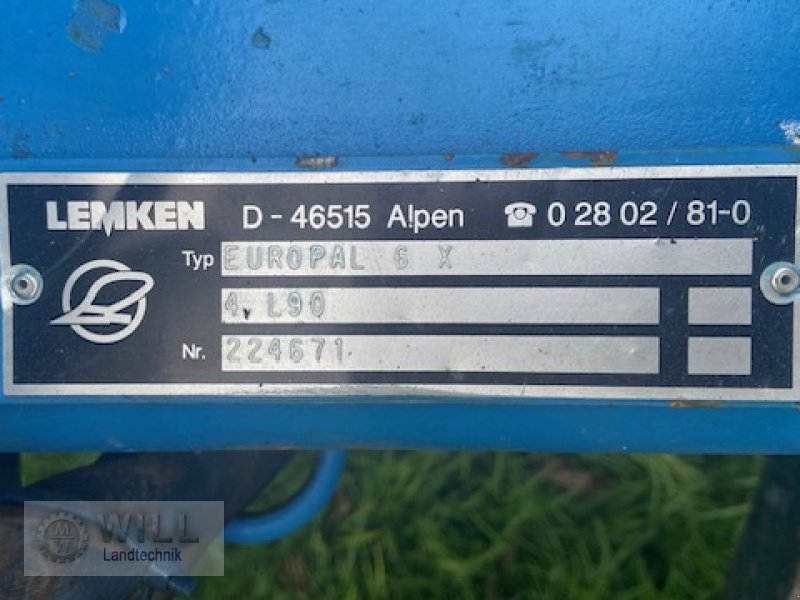 LEMKEN D - 46515 Alpen ☎ 0 28 02 / 81-0
Typ EUROPAL 6 X
4 L90
Nr. 224671
WILL
Landtechnik